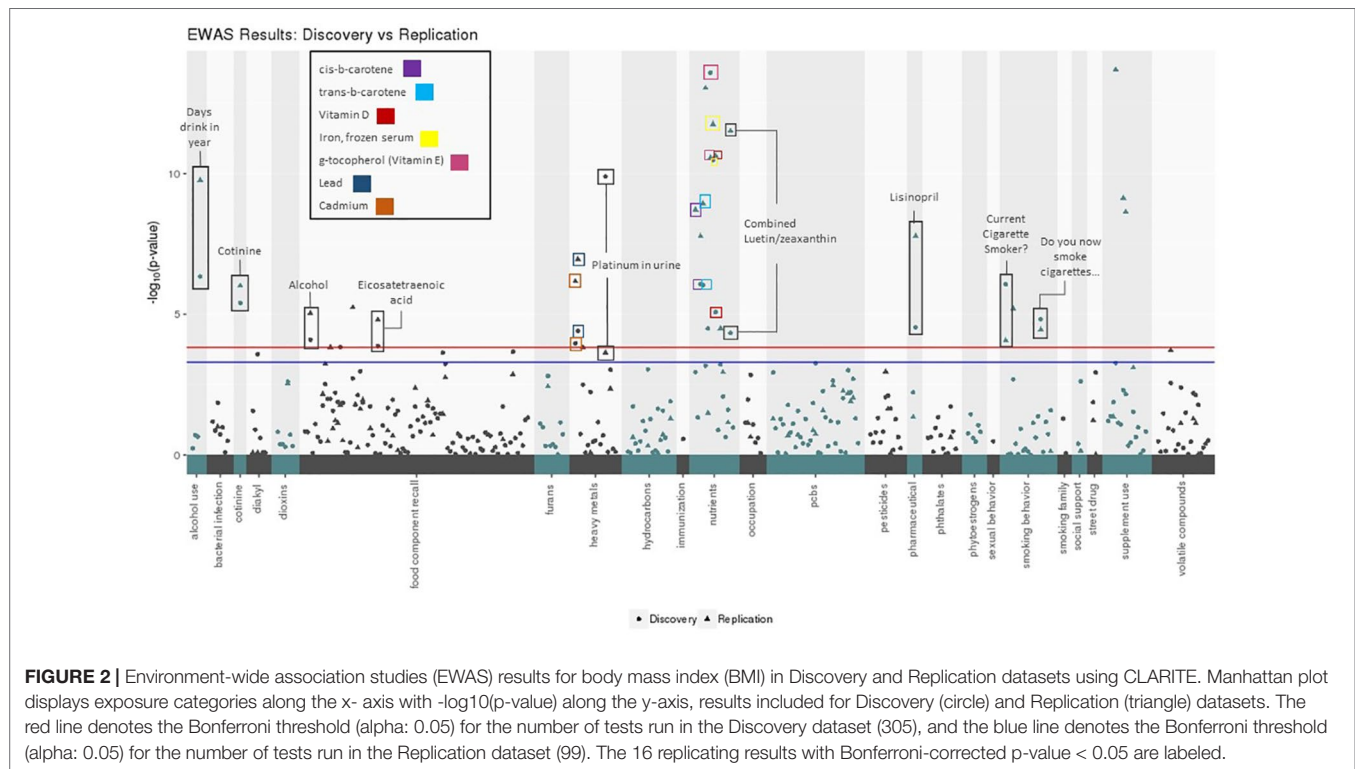 EWAS Results: Discovery vs Replication
cis-b-carotene
trans-b-carotene
Vitamin D
Iron, frozen serum
g-tocopherol (Vitamin E)
Lead
Cadmium
Days
drink in
year
Cotinine
Alcohol
Eicosatetraenoic
acid
Platinum in urine
Combined
Luetin/zeaxanthin
Lisinopril
Current
Cigarette
Smoker?
Do you now
smoke
cigarettes...
-log10(p-value)
10
5
0
alcohol use
bacterial infection
cotinine
diakyl
dioxins
food component recall
furans
heavy metals
hydrocarbons
immunization
nutrients
occupation
pcbs
pesticides
pharmaceutical
phthalates
phytoestrogens
sexual behavior
smoking behavior
smoking family
social support
street drug
supplement use
volatile compounds
Discovery Replication
FIGURE 2 | Environment-wide association studies (EWAS) results for body mass index (BMI) in Discovery and Replication datasets using CLARITE. Manhattan plot
displays exposure categories along the x- axis with -log10(p-value) along the y-axis, results included for Discovery (circle) and Replication (triangle) datasets. The
red line denotes the Bonferroni threshold (alpha: 0.05) for the number of tests run in the Discovery dataset (305), and the blue line denotes the Bonferroni threshold
(alpha: 0.05) for the number of tests run in the Replication dataset (99). The 16 replicating results with Bonferroni-corrected p-value < 0.05 are labeled.